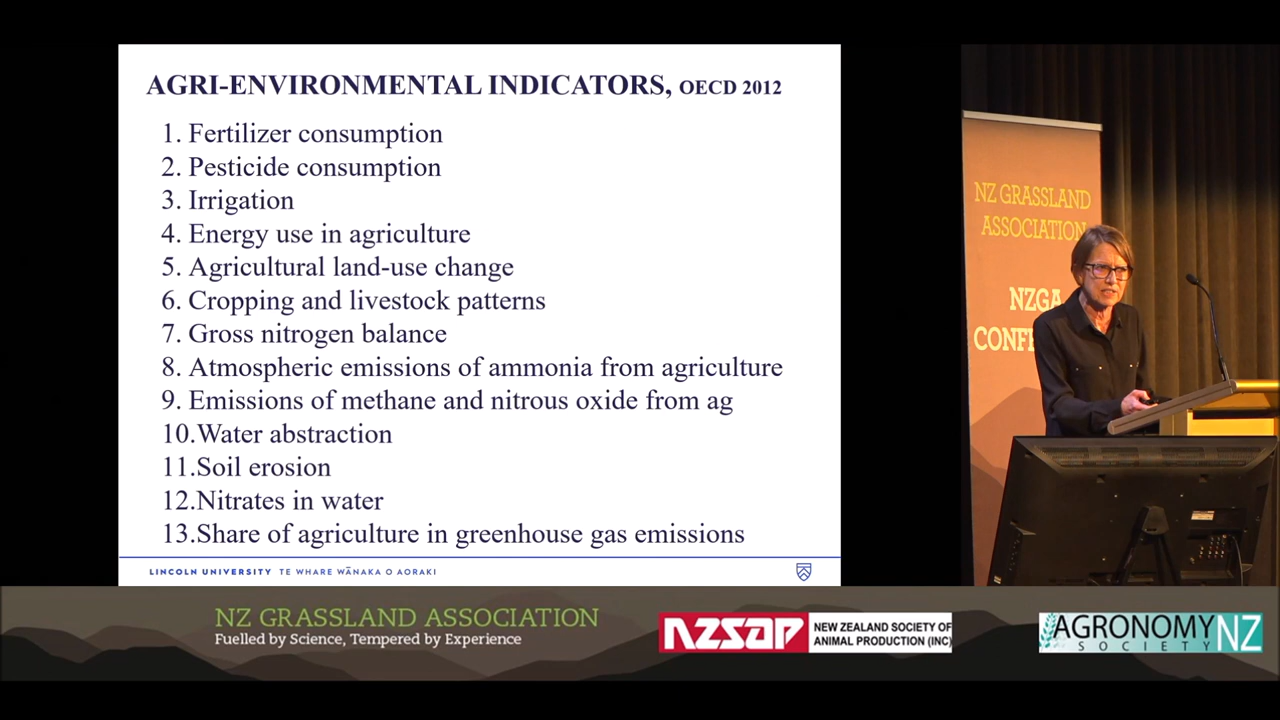 AGRI-ENVIRONMENTAL INDICATORS, OECD 2012
1. Fertilizer consumption
2. Pesticide consumption
3. Irrigation
4. Energy use in agriculture
5. Agricultural land-use change
6. Cropping and livestock patterns
7. Gross nitrogen balance
8. Atmospheric emissions of ammonia from agriculture
9. Emissions of methane and nitrous oxide from ag
10.Water abstraction
11.Soil erosion
12.Nitrates in water
13.Share of agriculture in greenhouse gas emissions
LINCOLN UNIVERSITY TE WHARE WĀNAKA O AORAKI
NZ GRASSLAND
ASSOCIATION
NZGA
CONFE
NZ GRASSLAND ASSOCIATION
Fuelled by Science, Tempered by Experience
NZSAP
NEW ZEALAND SOCIETY OF
ANIMAL PRODUCTION (INC)
AGRONOMY NZ
SOCIETY